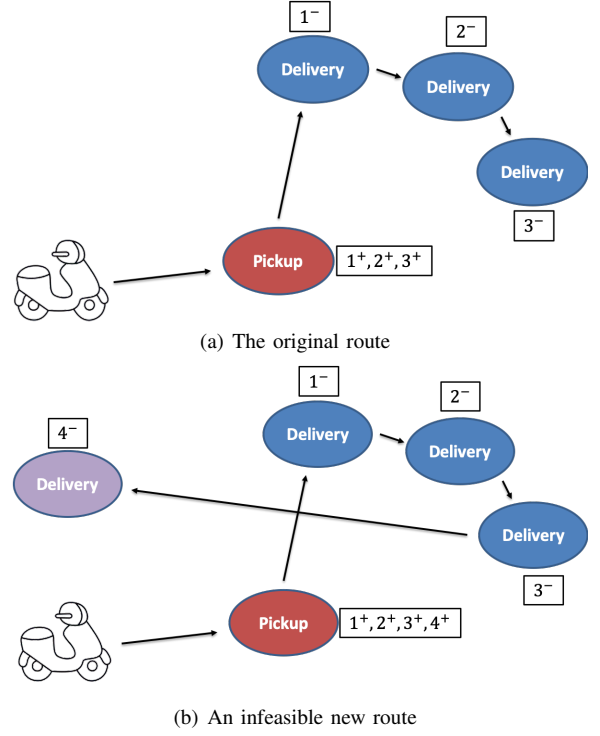 1⁻
2⁻
Delivery
Delivery
Delivery
3⁻
Pickup
1⁺, 2⁺, 3⁺
(a) The original route
1⁻
2⁻
4⁻
Delivery
Delivery
Delivery
Delivery
3⁻
Pickup
1⁺, 2⁺, 3⁺, 4⁺
(b) An infeasible new route